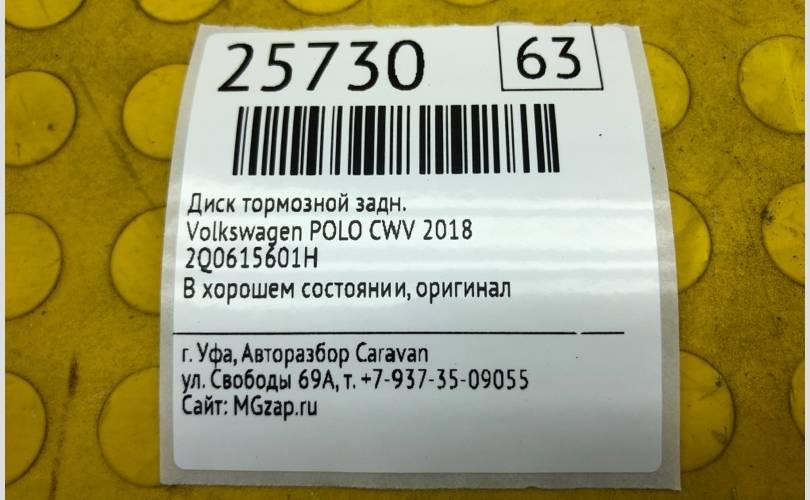 25730 63
Диск тормозной задн.
Volkswagen POLO CWV 2018
2Q0615601H
В хорошем состоянии, оригинал
г. Уфа, Авторазбор Caravan
ул. Свободы 69А, т. +7-937-35-09055
Сайт: MGzap.ru